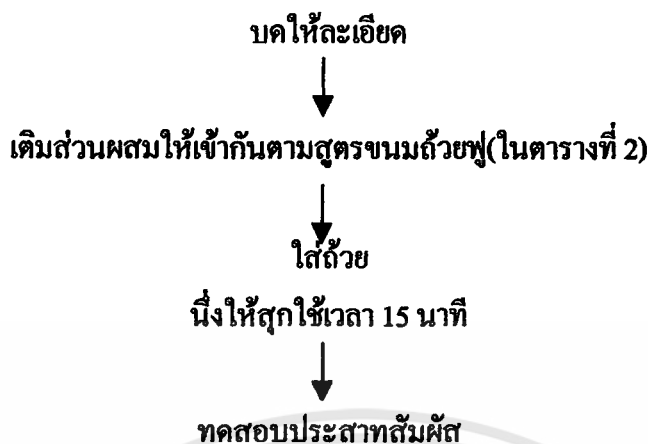 บดให้ละเอียด
เติมส่วนผสมให้เข้ากันตามสูตรขนมถ้วยฟู(ในตารางที่ 2)
ใส่ถ้วย
นึ่งให้สุกใช้เวลา 15 นาที
ทดสอบประสาทสัมผัส